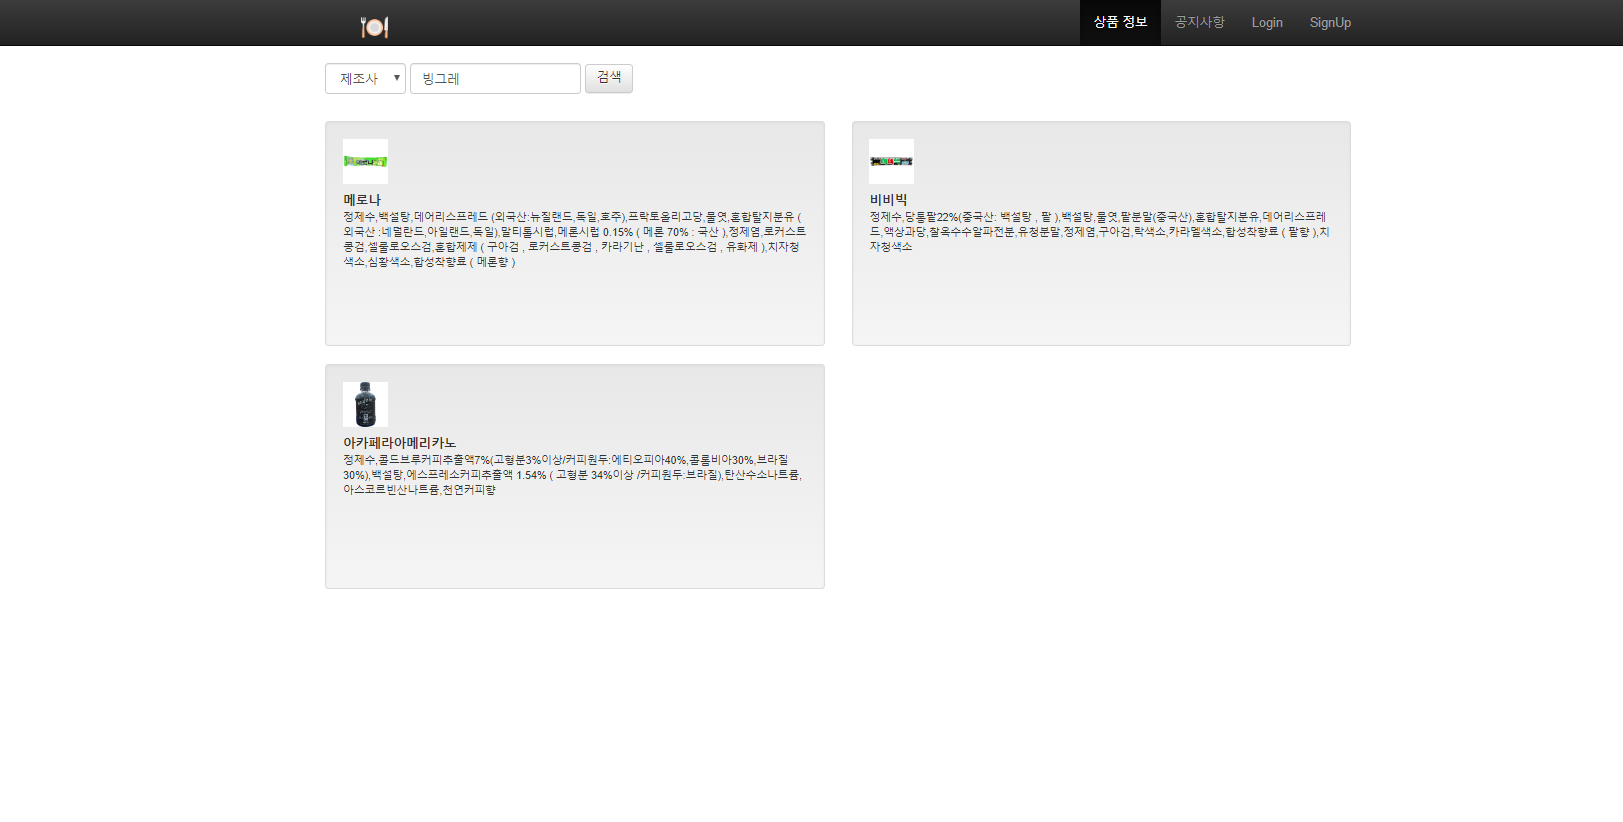 상품 정보 공지사항 Login SignUp
제조사 빙그레 검색
메로나
정제수,백설탕,데어리스프레드 (외국산:뉴질랜드,독일,호주),프락토올리고당,물엿,혼합탈지분유 (
외국산 :네덜란드,아일랜드,독일),말티톨시럽,메론시럽 0.15% ( 메론 70% : 국산 ),정제염,로커스트
콩검,셀룰로오스검,혼합제제 ( 구아검 , 로커스트콩검 , 카라기난 , 셀룰로오스검 , 유화제 ),치자청
색소,심황색소,합성착향료 ( 메론향 )
비비빅
정제수,당통팥22%(중국산: 백설탕 , 팥 ),백설탕,물엿,팥분말(중국산),혼합탈지분유,데어리스프레
드,액상과당,찰옥수수알파전분,유청분말,정제염,구아검,락색소,카라멜색소,합성착향료 ( 팥향 ),치
자청색소
아카페라아메리카노
정제수,콜드브루커피추출액7%(고형분3%이상/커피원두:에티오피아40%,콜롬비아30%,브라질
30%),백설탕,에스프레소커피추출액 1.54% ( 고형분 34%이상 /커피원두:브라질),탄산수소나트륨,
아스코르빈산나트륨,천연커피향